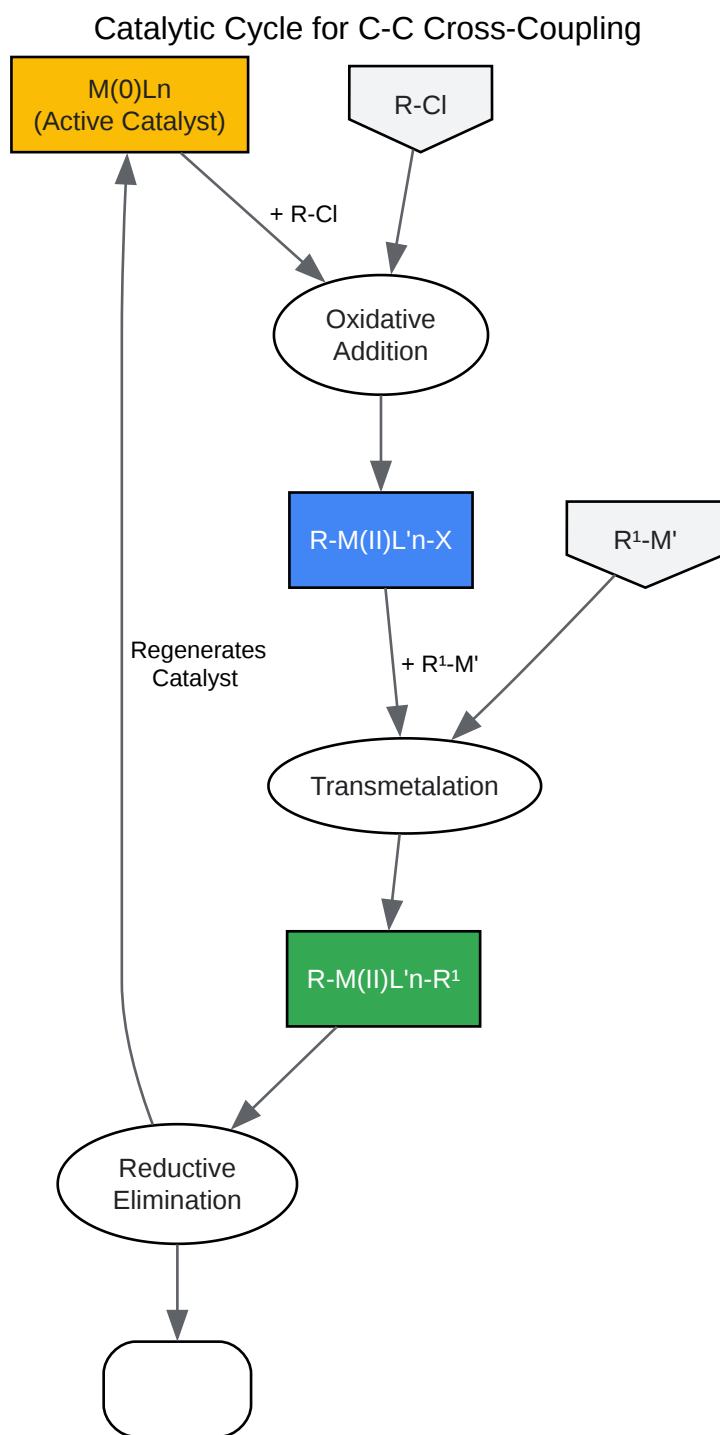 Catalytic Cycle for C-C Cross-Coupling
M(0)Ln
(Active Catalyst)
R-Cl
+ R-Cl
Oxidative
Addition
R-M(II)L'n-X
R¹-M'
Regenerates
Catalyst
+ R¹-M'
Transmetalation
R-M(II)L'n-R¹
Reductive
Elimination